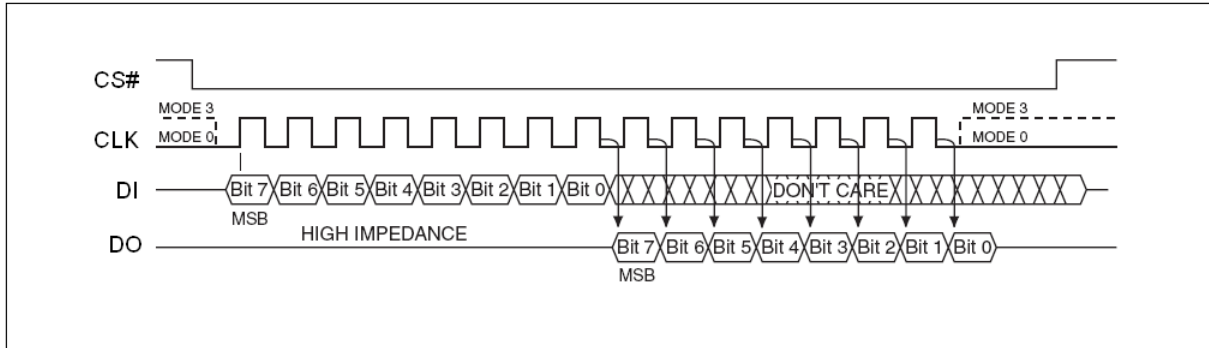 CS#
MODE 3 MODE 3
CLK MODE 0 MODE 0
DI Bit 7 Bit 6 Bit 5 Bit 4 Bit 3 Bit 2 Bit 1 Bit 0 DON'T CARE
MSB
DO HIGH IMPEDANCE Bit 7 Bit 6 Bit 5 Bit 4 Bit 3 Bit 2 Bit 1 Bit 0
MSB